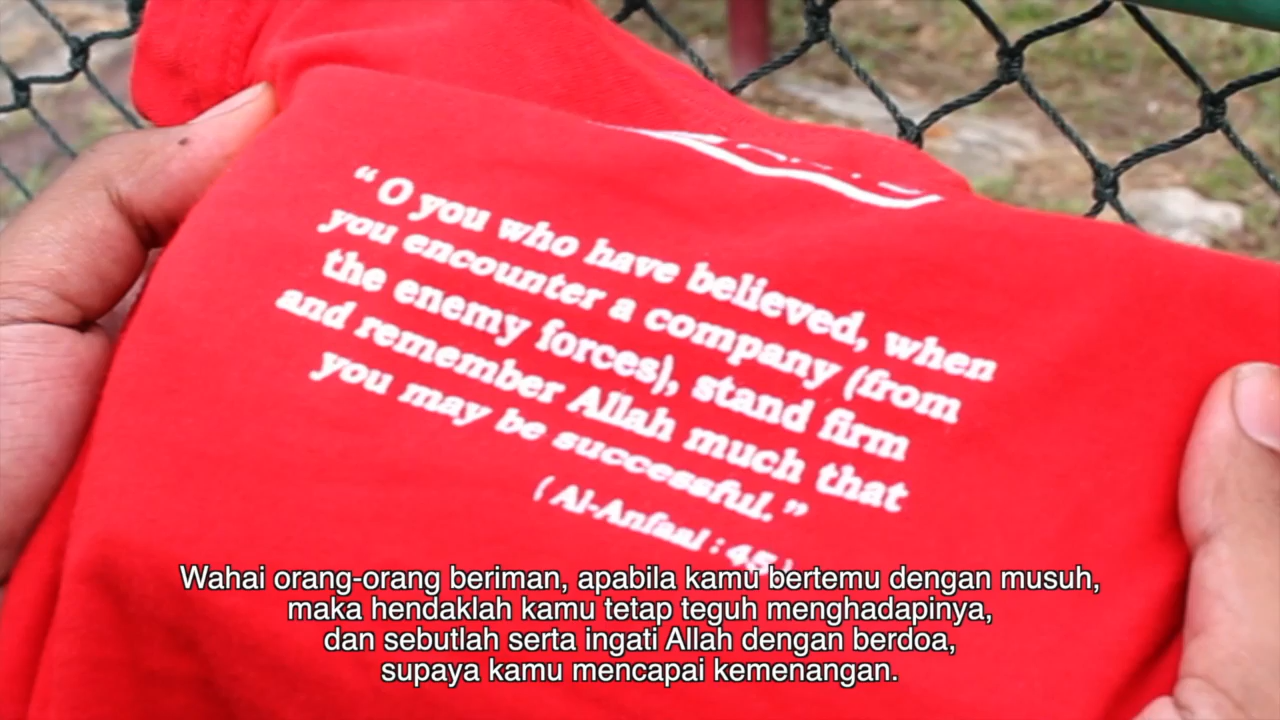 “ O you who have believed, when
you encounter a company (from
the enemy forces), stand firm
and remember Allah much that
you may be successful.”
( Al-Anfaal : 45 )
Wahai orang-orang beriman, apabila kamu bertemu dengan musuh,
maka hendaklah kamu tetap teguh menghadapinya,
dan sebutlah serta ingati Allah dengan berdoa,
supaya kamu mencapai kemenangan.